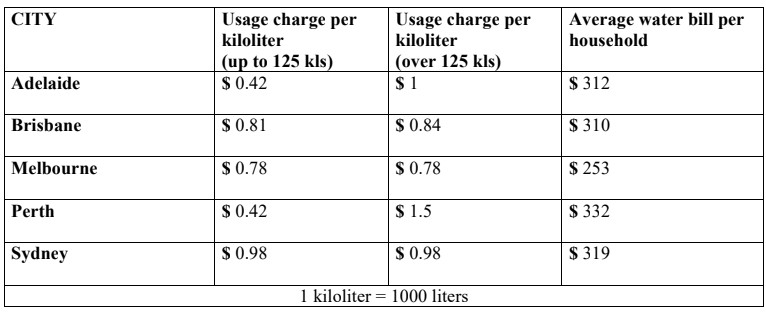 CITY
Usage charge per
kiloliter
(up to 125 kls)
Usage charge per
kiloliter
(over 125 kls)
Average water bill per
household
Adelaide $ 0.42 $ 1 $ 312
Brisbane $ 0.81 $ 0.84 $ 310
Melbourne $ 0.78 $ 0.78 $ 253
Perth $ 0.42 $ 1.5 $ 332
Sydney $ 0.98 $ 0.98 $ 319
1 kiloliter = 1000 liters